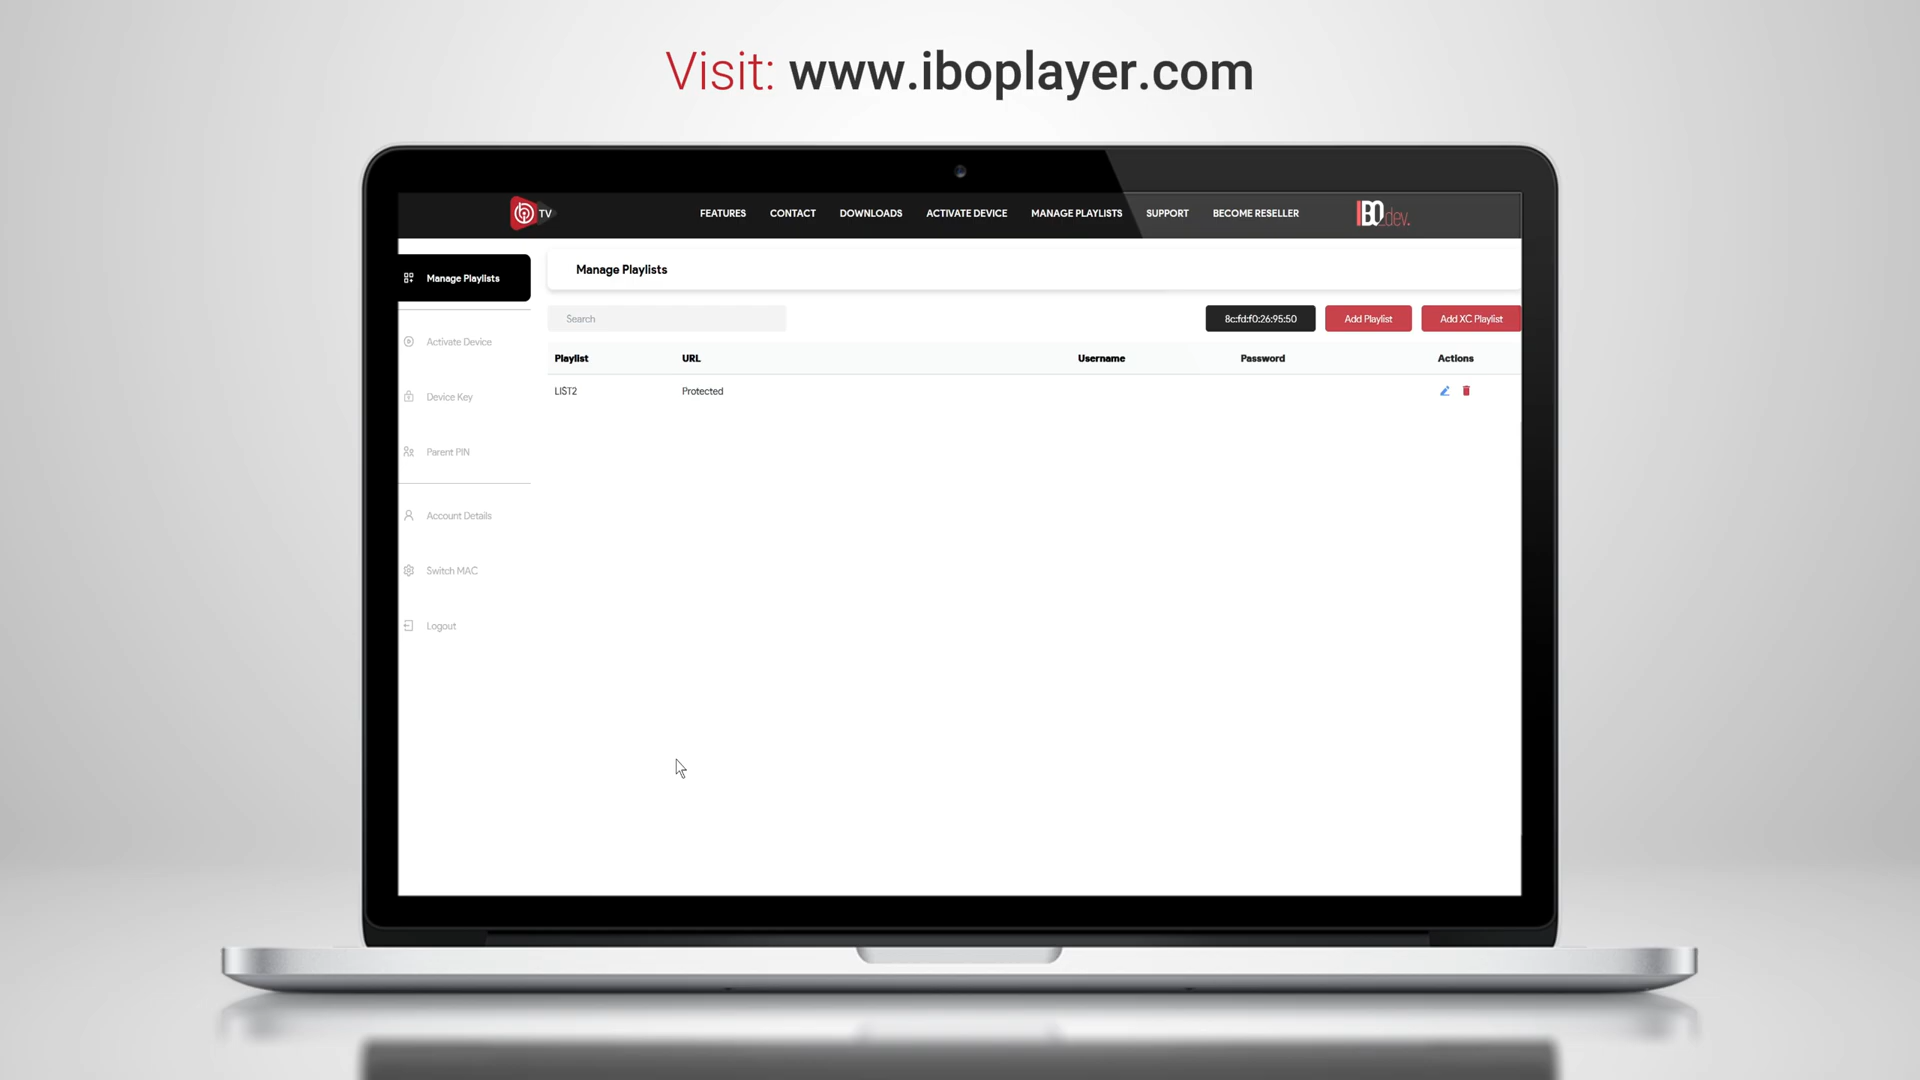 Visit: www.iboplayer.com
TV
FEATURES
CONTACT
DOWNLOADS
ACTIVATE DEVICE
MANAGE PLAYLISTS
SUPPORT
BECOME RESELLER
IBO dev.
Manage Playlists
Activate Device
Device Key
Parent PIN
Account Details
Switch MAC
Logout
Manage Playlists
Search
8c:fd:f0:26:95:50
Add Playlist
Add XC Playlist
Playlist URL Username Password Actions
LIST2 Protected